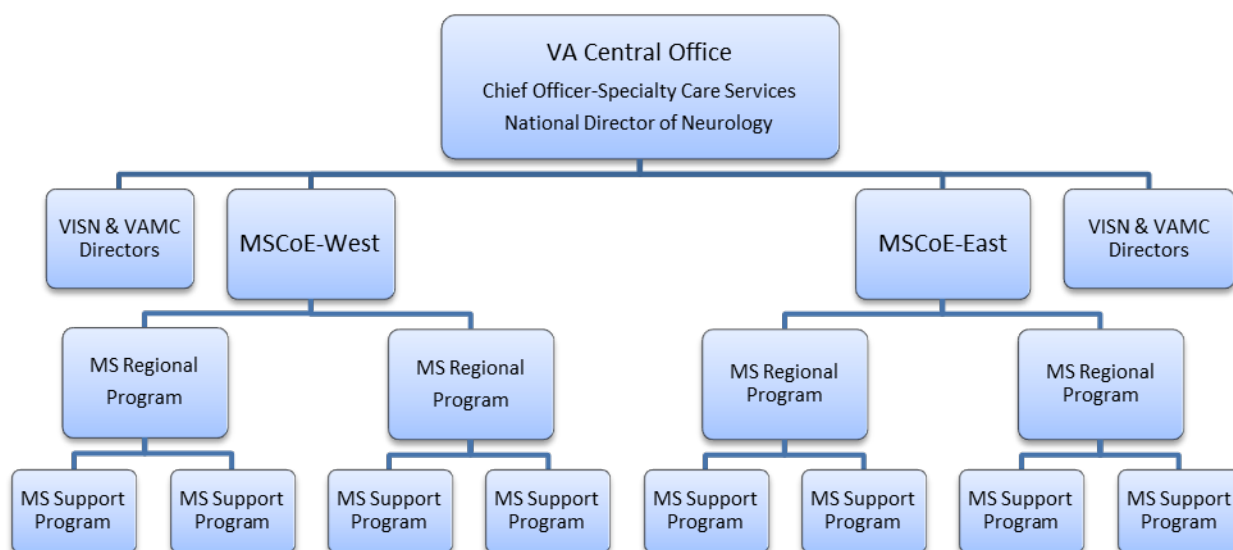 VA Central Office
Chief Officer-Specialty Care Services
National Director of Neurology
VISN & VAMC
Directors
MSCoE-West
MSCoE-East
VISN & VAMC
Directors
MS Regional
Program
MS Regional
Program
MS Regional
Program
MS Regional
Program
MS Support
Program
MS Support
Program
MS Support
Program
MS Support
Program
MS Support
Program
MS Support
Program
MS Support
Program
MS Support
Program